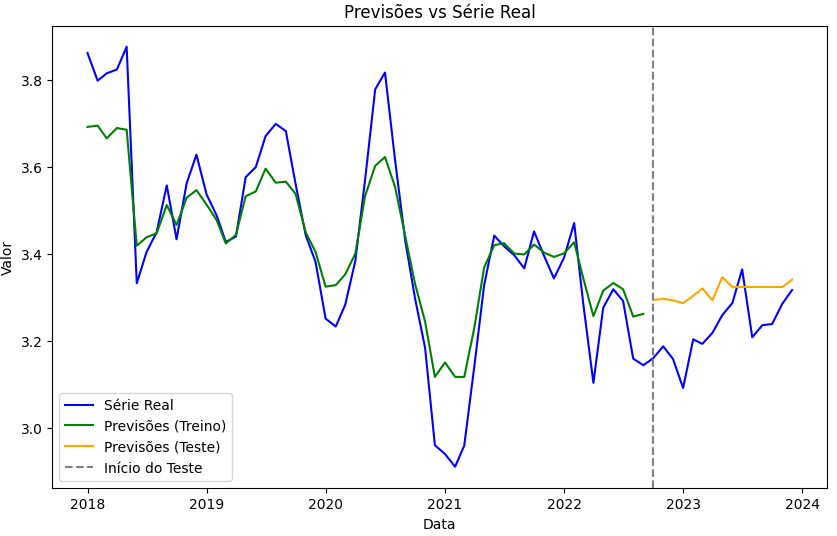 Previsões vs Série Real
Valor
3.8
3.6
3.4
3.2
3.0
Série Real
Previsões (Treino)
Previsões (Teste)
Início do Teste
2018 2019 2020 2021 2022 2023 2024
Data